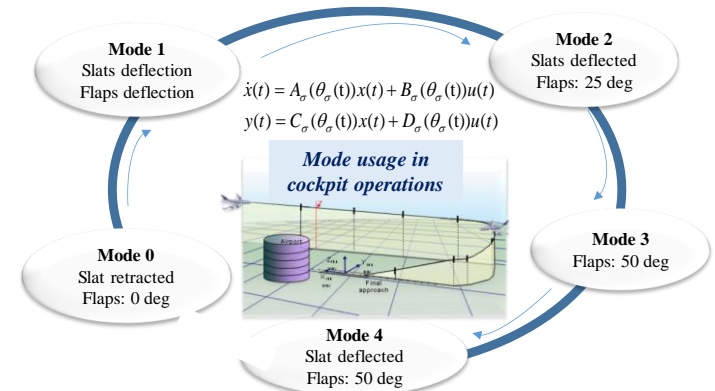 Mode 1
Slats deflection
Flaps deflection
Mode 2
Slats deflected
Flaps: 25 deg
ẋ(t) = A_σ(θ_σ(t))x(t) + B_σ(θ_σ(t))u(t)
y(t) = C_σ(θ_σ(t))x(t) + D_σ(θ_σ(t))u(t)
Mode usage in
cockpit operations
Airport
Final
approach
Mode 0
Slat retracted
Flaps: 0 deg
Mode 3
Flaps: 50 deg
Mode 4
Slat deflected
Flaps: 50 deg